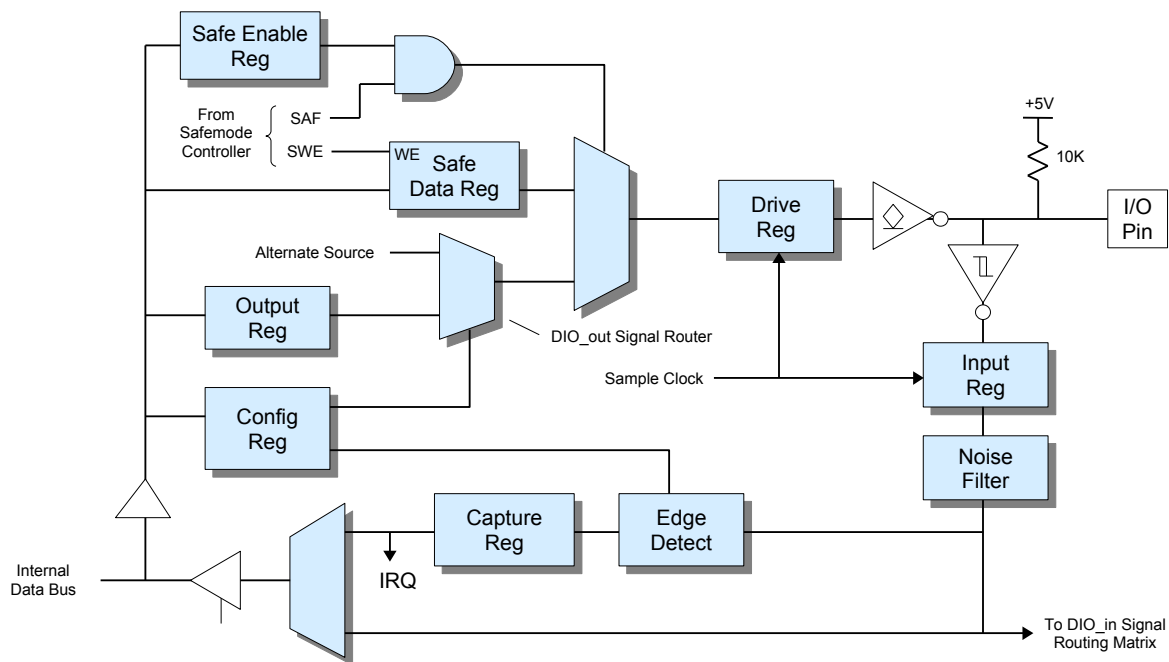 Safe Enable
Reg
From
Safemode
Controller
SAF
SWE
WE
Safe
Data Reg
+5V
10K
Drive
Reg
I/O
Pin
Alternate Source
Output
Reg
DIO_out Signal Router
Sample Clock
Input
Reg
Config
Reg
Noise
Filter
Capture
Reg
Edge
Detect
IRQ
Internal
Data Bus
To DIO_in Signal
Routing Matrix